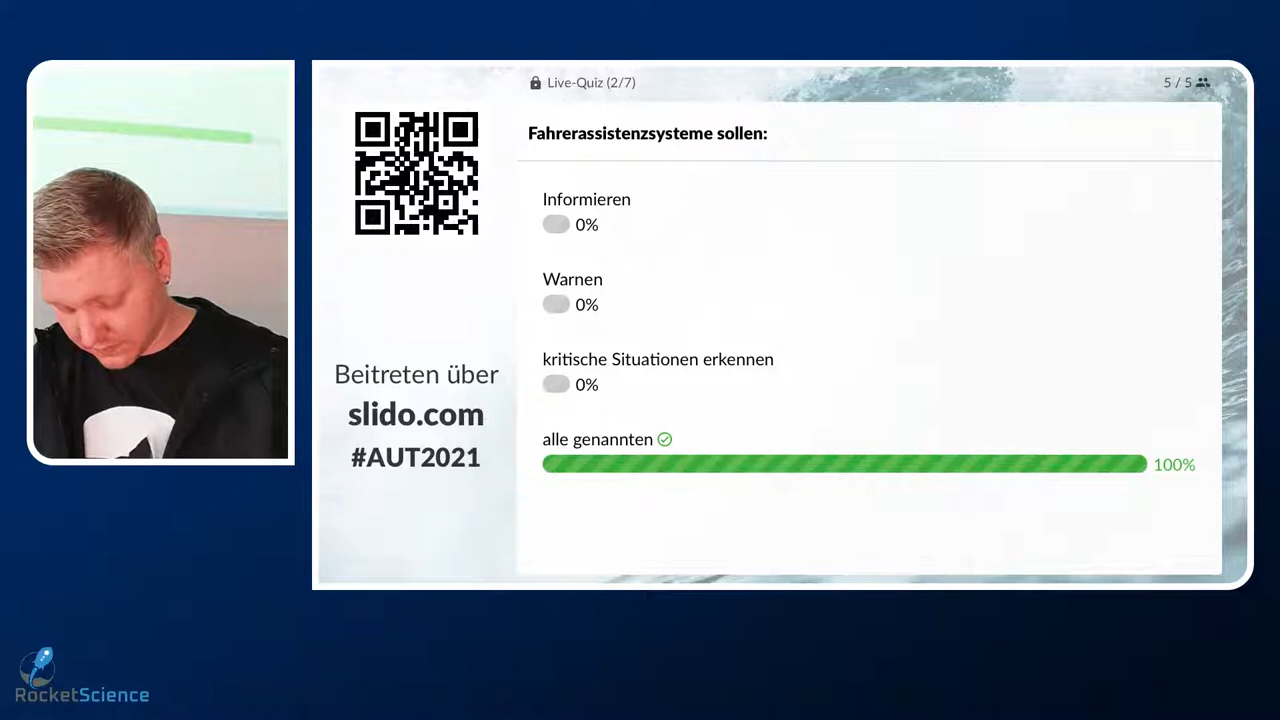 Live-Quiz (2/7)
5 / 5
Fahrerassistenzsysteme sollen:
Informieren
0%
Warnen
0%
kritische Situationen erkennen
0%
alle genannten
100%
Beitreten über
slido.com
#AUT2021
RocketScience